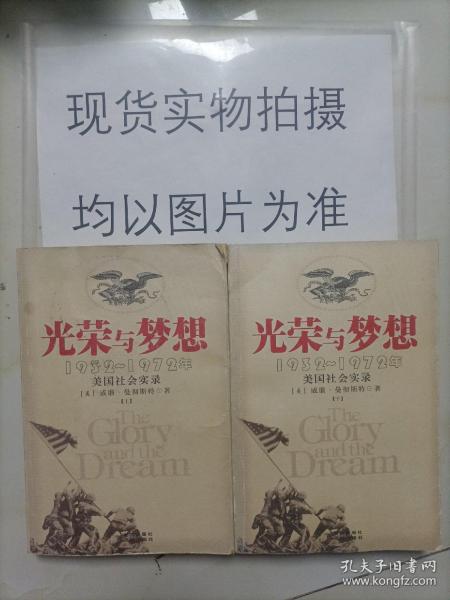 现货实物拍摄
均以图片为准
光荣与梦想
1932~1972年
美国社会实录
[美] 威廉·曼彻斯特 著
【上】
The
Glory
and the
Dream
光荣与梦想
1932~1972年
美国社会实录
[美] 威廉·曼彻斯特 著
【下】
The
Glory
and the
Dream
孔夫子旧书网
www.kongfz.com